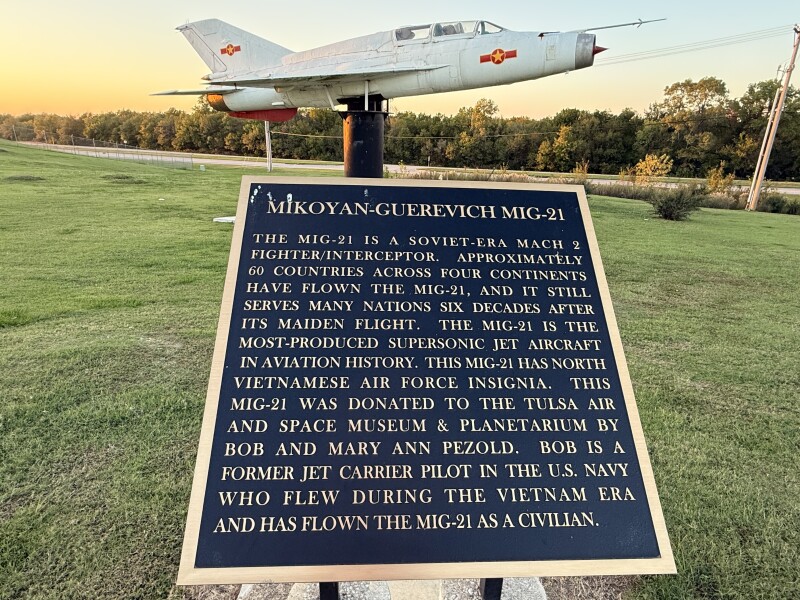 MIKOYAN-GUEREVICH MIG-21
THE MIG-21 IS A SOVIET-ERA MACH 2
FIGHTER/INTERCEPTOR. APPROXIMATELY
60 COUNTRIES ACROSS FOUR CONTINENTS
HAVE FLOWN THE MIG-21, AND IT STILL
SERVES MANY NATIONS SIX DECADES AFTER
ITS MAIDEN FLIGHT. THE MIG-21 IS THE
MOST-PRODUCED SUPERSONIC JET AIRCRAFT
IN AVIATION HISTORY. THIS MIG-21 HAS NORTH
VIETNAMESE AIR FORCE INSIGNIA. THIS
MIG-21 WAS DONATED TO THE TULSA AIR
AND SPACE MUSEUM & PLANETARIUM BY
BOB AND MARY ANN PEZOLD. BOB IS A
FORMER JET CARRIER PILOT IN THE U.S. NAVY
WHO FLEW DURING THE VIETNAM ERA
AND HAS FLOWN THE MIG-21 AS A CIVILIAN.